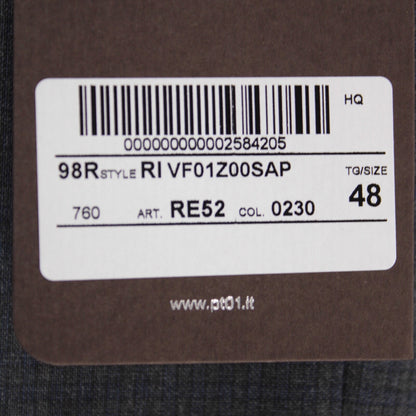 HQ
000000000002584205
98R STYLE RI VF01Z00SAP TG/SIZE
760 ART. RE52 COL. 0230 48
www.pt01.it